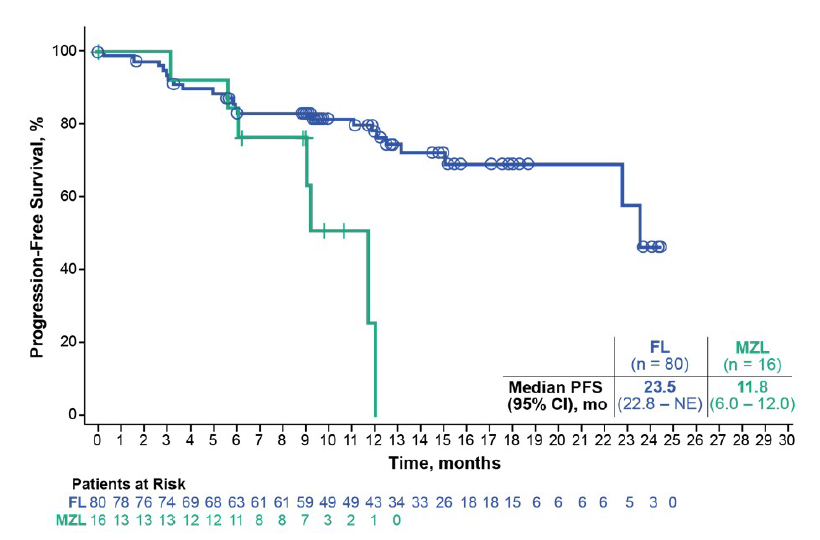 Progression-Free Survival, %
100
80
60
40
20
0
FL MZL
(n = 80) (n = 16)
Median PFS 23.5 11.8
(95% CI), mo (22.8 – NE) (6.0 – 12.0)
0 1 2 3 4 5 6 7 8 9 10 11 12 13 14 15 16 17 18 19 20 21 22 23 24 25 26 27 28 29 30
Time, months
Patients at Risk
FL 80 78 76 74 69 68 63 61 61 59 49 49 43 34 33 26 18 18 15 6 6 6 6 5 3 0
MZL 16 13 13 13 12 12 11 8 8 7 3 2 1 0